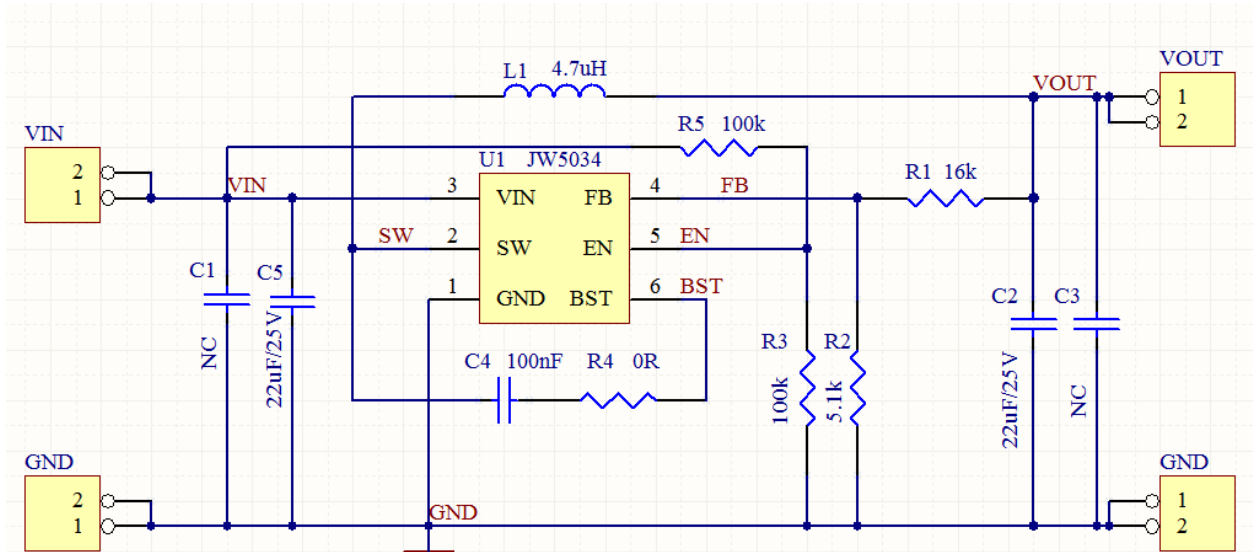 L1 4.7uH
VOUT
VOUT
1
2
R5 100k
VIN
2
1
VIN
U1 JW5034
3 VIN FB 4 FB
R1 16k
SW 2 SW EN 5 EN
1 GND BST 6 BST
C1
NC
C5
22uF/25V
C4 100nF R4 0R
R3
100k
R2
5.1k
C2
22uF/25V
C3
NC
GND
2
1
GND
GND
1
2